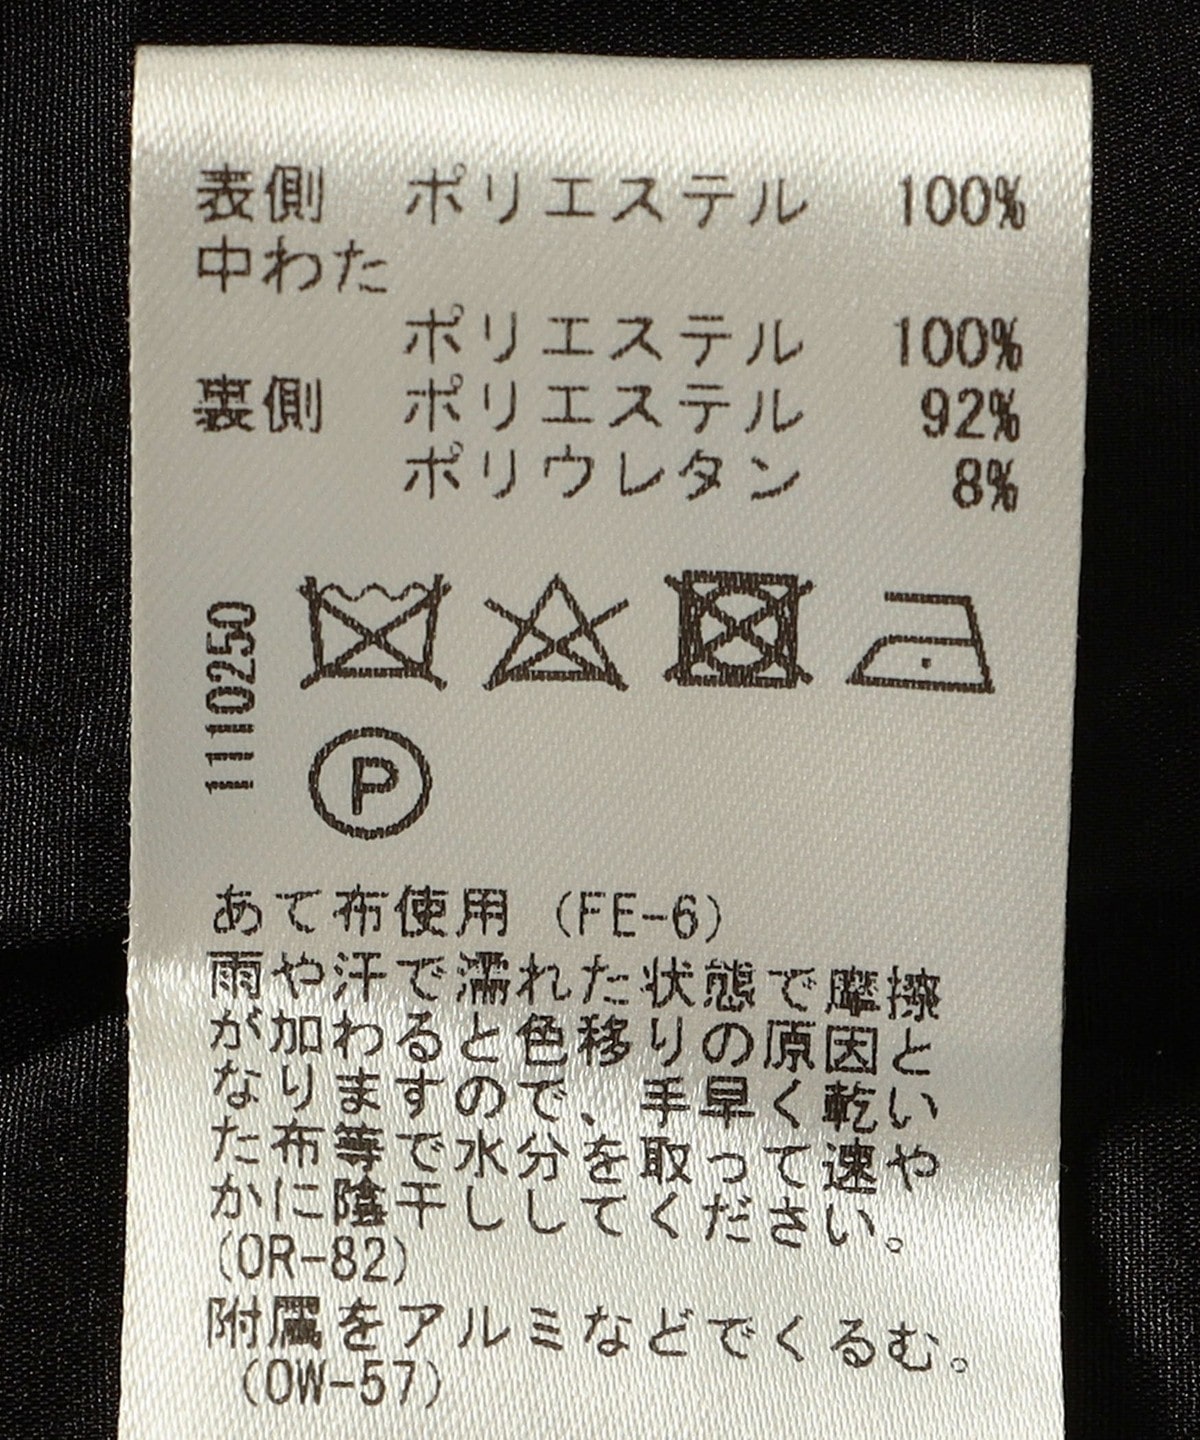 表側 ポリエステル 100%
中わた
ポリエステル 100%
裏側 ポリエステル 92%
ポリウレタン 8%
1110250
P
あて布使用 (FE-6)
雨や汗で濡れた状態で摩擦
が加わると色移りの原因と
なりますので、手早く乾い
た布等で水分を取って速や
かに陰干ししてください。
(OR-82)
附属をアルミなどでくるむ。
(OW-57)